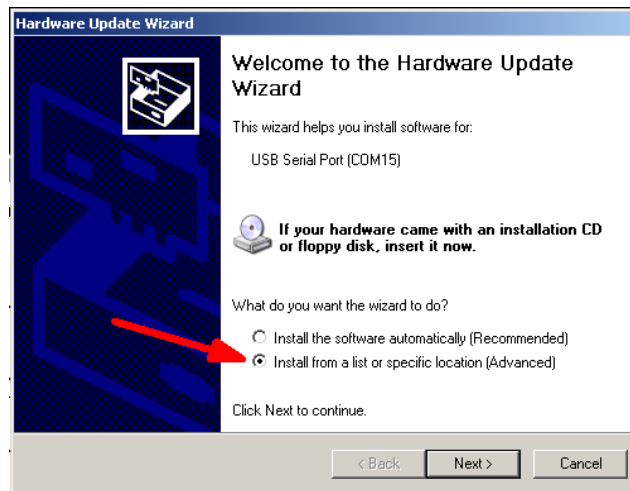 Hardware Update Wizard
Welcome to the Hardware Update
Wizard
This wizard helps you install software for:
USB Serial Port (COM15)
If your hardware came with an installation CD
or floppy disk, insert it now.
What do you want the wizard to do?
Install the software automatically (Recommended)
Install from a list or specific location (Advanced)
Click Next to continue.
< Back Next > Cancel